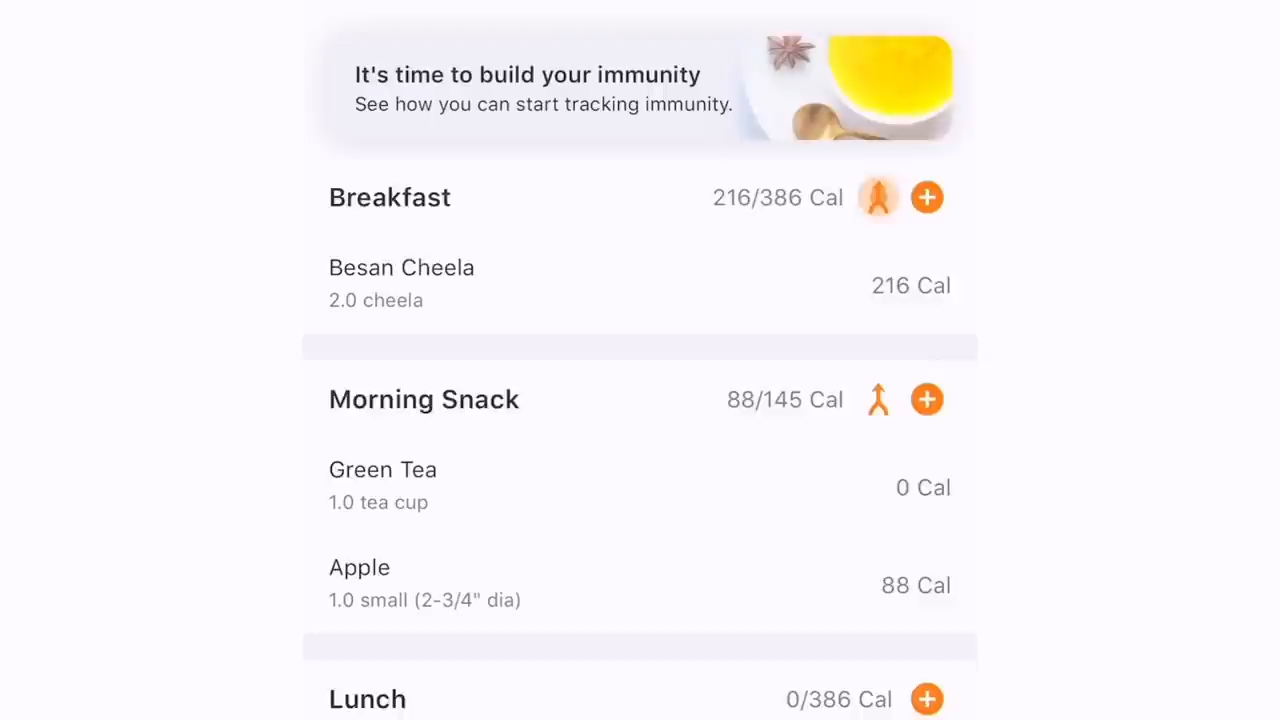 It's time to build your immunity
See how you can start tracking immunity.
Breakfast 216/386 Cal
Besan Cheela
2.0 cheela
216 Cal
Morning Snack 88/145 Cal
Green Tea
1.0 tea cup
0 Cal
Apple
1.0 small (2-3/4" dia)
88 Cal
Lunch 0/386 Cal